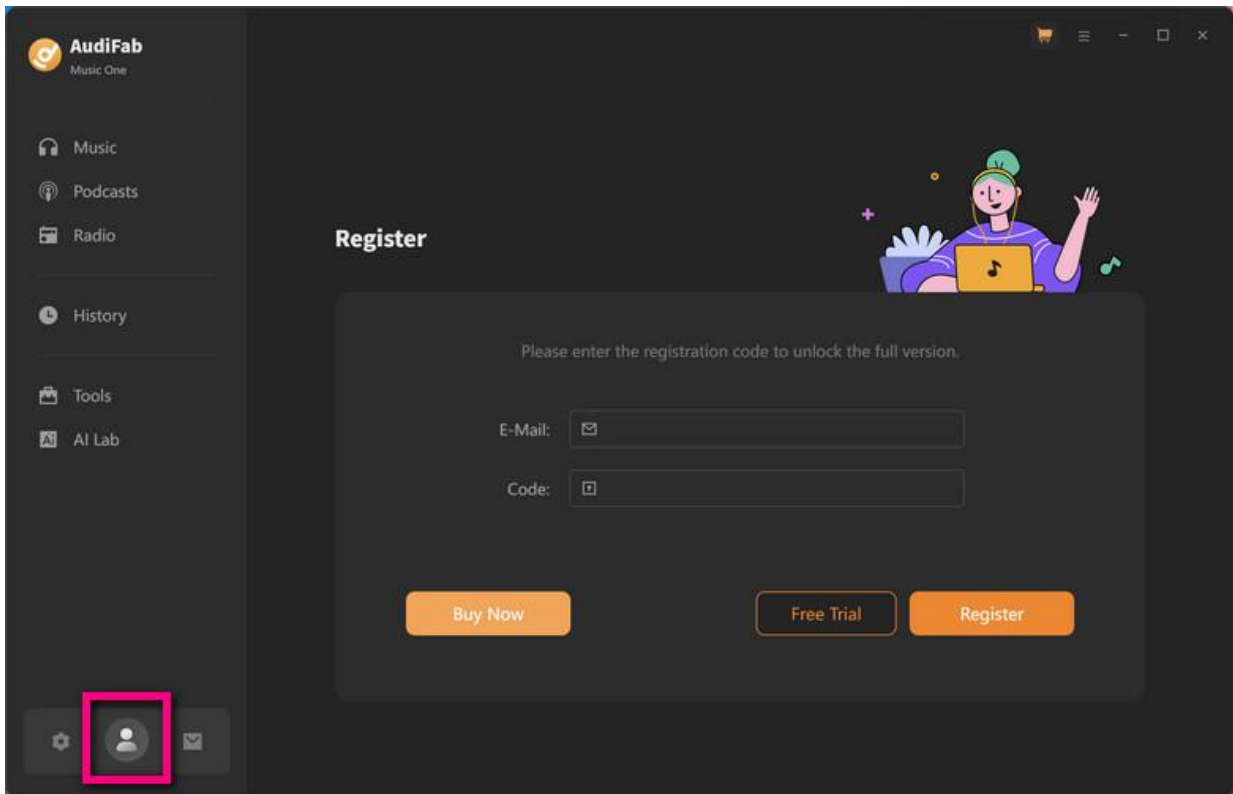 AudiFab
Music One
Music
Podcasts
Radio
History
Tools
Ai AI Lab
Register
Please enter the registration code to unlock the full version.
E-Mail:
Code:
Buy Now
Free Trial
Register